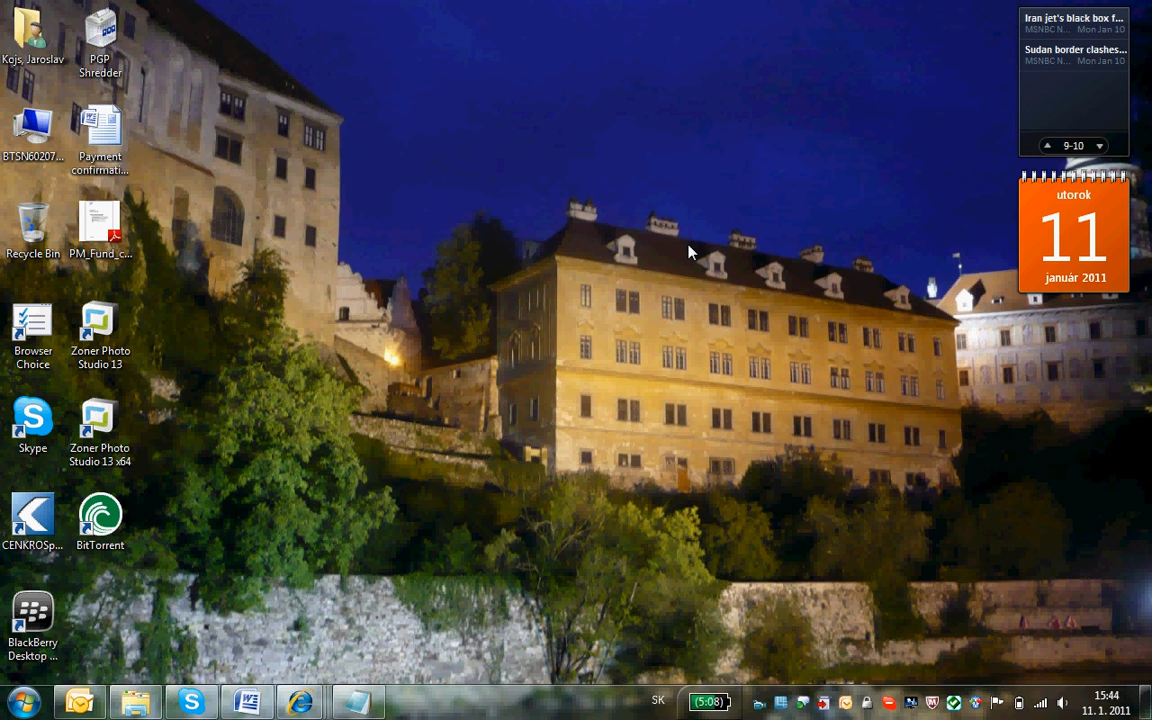 Kojs, Jaroslav
PGP
Shredder
BTSN60207...
Payment
confirmati...
Recycle Bin
PM_Fund_c...
Browser
Choice
Zoner Photo
Studio 13
Skype
Zoner Photo
Studio 13 x64
CENKROSp...
BitTorrent
BlackBerry
Desktop ...
Iran jet's black box f...
MSNBC N... Mon Jan 10
Sudan border clashes...
MSNBC N... Mon Jan 10
9-10
utorok
11
január 2011
SK
(5:08)
15:44
11. 1. 2011